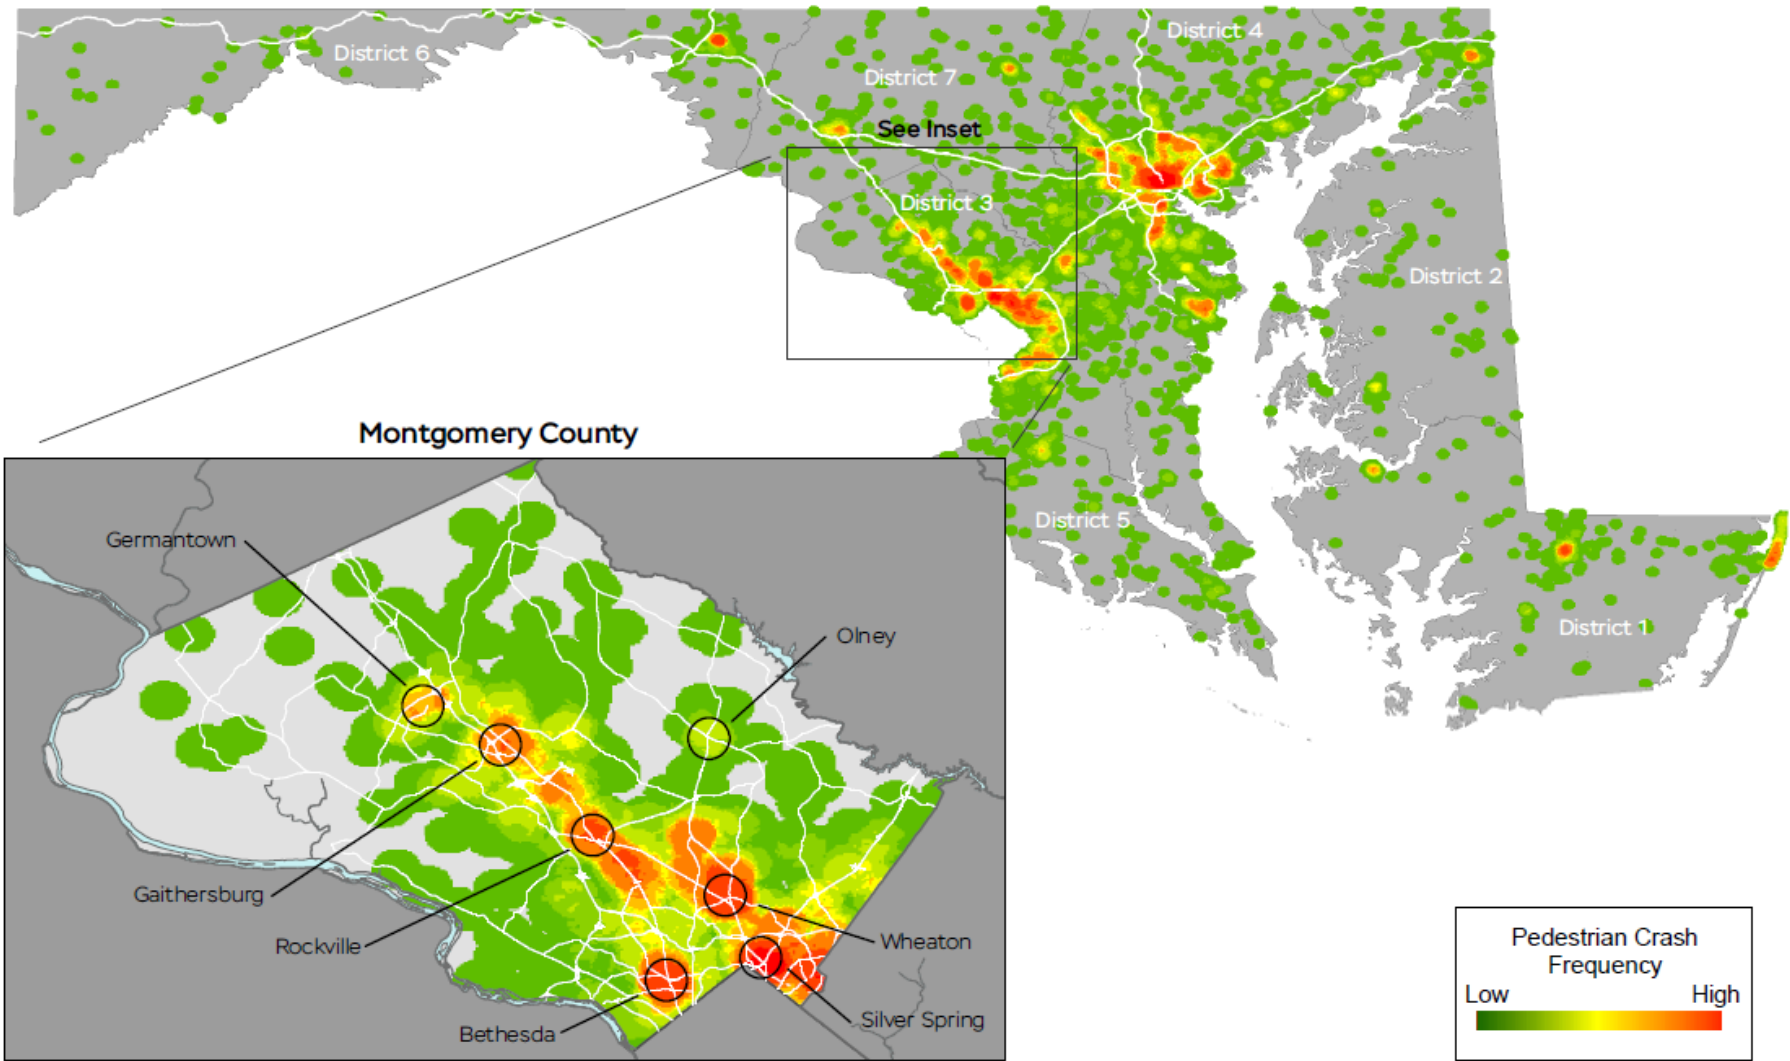 District 6
District 7
District 4
See Inset
District 3
District 2
District 5
District 1
Montgomery County
Germantown
Olney
Gaithersburg
Rockville
Wheaton
Bethesda
Silver Spring
Pedestrian Crash
Frequency
Low High